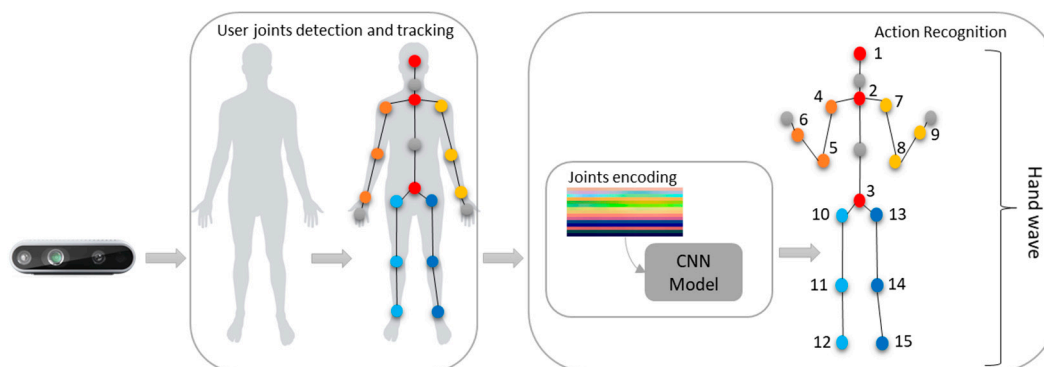 User joints detection and tracking
Action Recognition
1
2
4
7
6
9
5
8
Joints encoding
3
10
13
CNN
Model
11
14
12
15
Hand wave